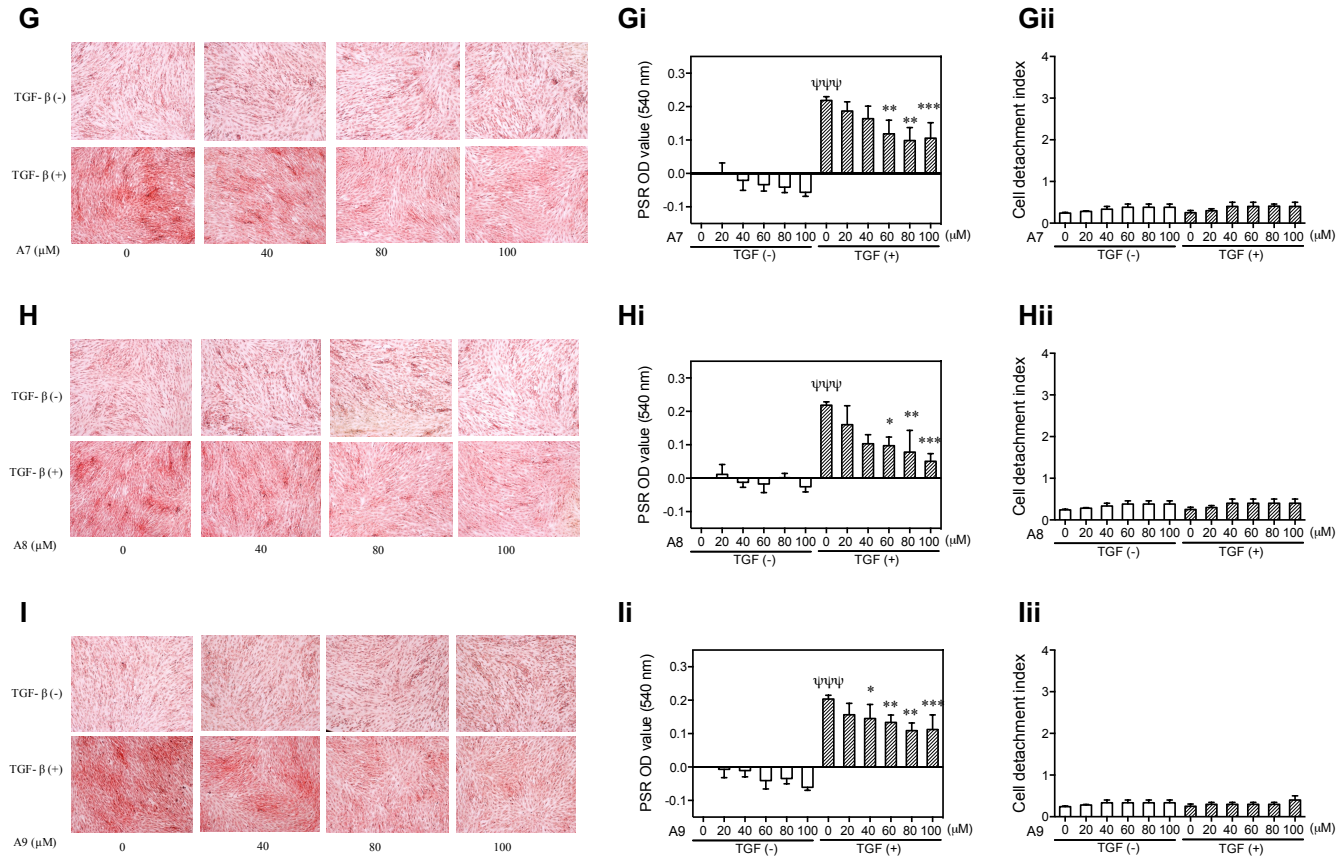 G
TGF- β (-)
TGF- β (+)
A7 (µM)
0
40
80
100
Gi
PSR OD value (540 nm)
0.3
0.2
0.1
0.0
-0.1
ψψψ
**
**
***
A7
0 20 40 60 80 100 0 20 40 60 80 100 (µM)
TGF (-)
TGF (+)
Gii
Cell detachment index
4
3
2
1
0
A7
0 20 40 60 80 100 0 20 40 60 80 100 (µM)
TGF (-)
TGF (+)
H
TGF- β (-)
TGF- β (+)
A8 (µM)
0
40
80
100
Hi
PSR OD value (540 nm)
0.3
0.2
0.1
0.0
-0.1
ψψψ
*
**
***
A8
0 20 40 60 80 100 0 20 40 60 80 100 (µM)
TGF (-)
TGF (+)
Hii
Cell detachment index
4
3
2
1
0
A8
0 20 40 60 80 100 0 20 40 60 80 100 (µM)
TGF (-)
TGF (+)
I
TGF- β (-)
TGF- β (+)
A9 (µM)
0
40
80
100
Ii
PSR OD value (540 nm)
0.3
0.2
0.1
0.0
-0.1
ψψψ
*
**
**
***
A9
0 20 40 60 80 100 0 20 40 60 80 100 (µM)
TGF (-)
TGF (+)
Iii
Cell detachment index
4
3
2
1
0
A9
0 20 40 60 80 100 0 20 40 60 80 100 (µM)
TGF (-)
TGF (+)